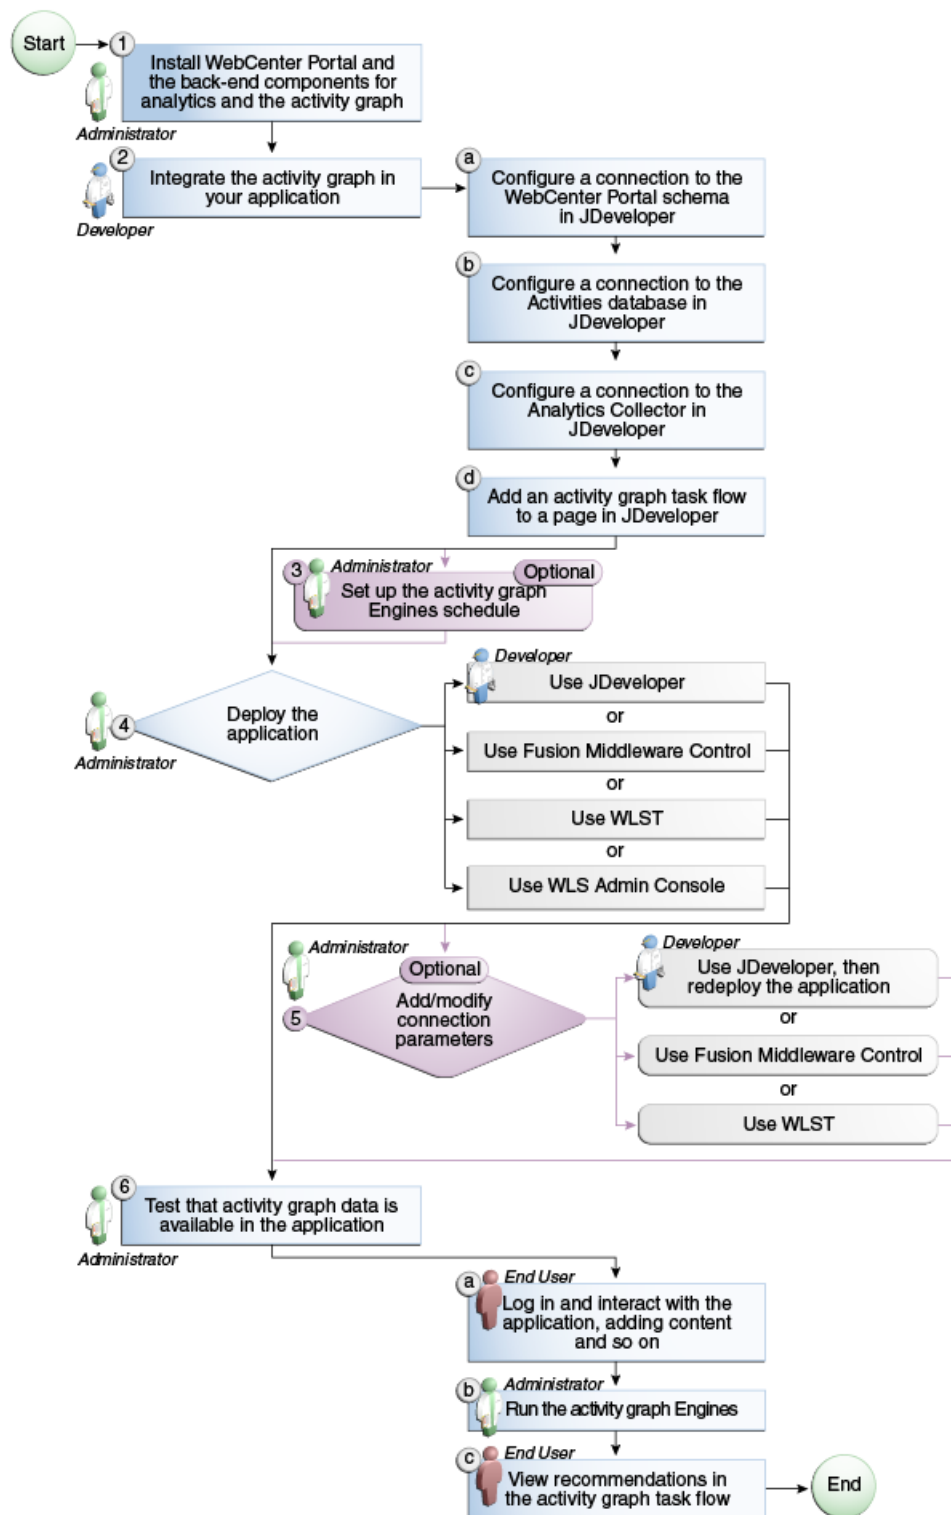 Start
1
Install WebCenter Portal and
the back-end components for
analytics and the activity graph
Administrator
2
Integrate the activity graph in
your application
Developer
a
Configure a connection to the
WebCenter Portal schema
in JDeveloper
b
Configure a connection to the
Activities database in
JDeveloper
c
Configure a connection to the
Analytics Collector in
JDeveloper
d
Add an activity graph task flow
to a page in JDeveloper
3
Administrator
Optional
Set up the activity graph
Engines schedule
4
Administrator
Deploy the
application
Developer
Use JDeveloper
or
Use Fusion Middleware Control
or
Use WLST
or
Use WLS Admin Console
Administrator
Optional
5
Add/modify
connection
parameters
Developer
Use JDeveloper, then
redeploy the application
or
Use Fusion Middleware Control
or
Use WLST
6
Test that activity graph data is
available in the application
Administrator
a
End User
Log in and interact with the
application, adding content
and so on
b
Administrator
Run the activity graph Engines
c
End User
View recommendations in
the activity graph task flow
End